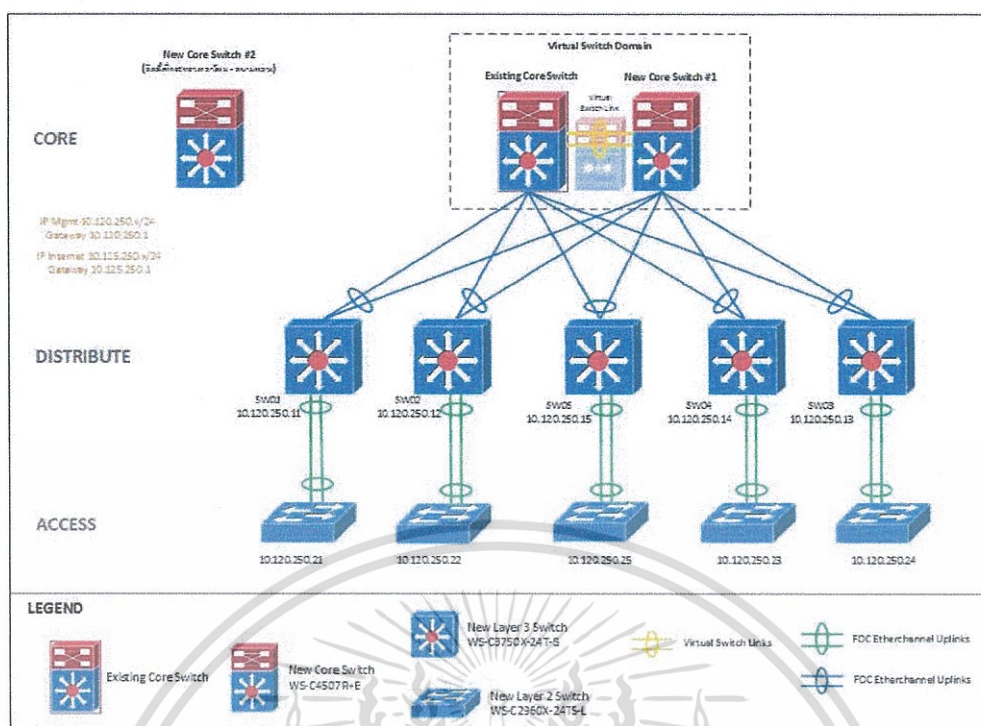 New Core Switch #2
Virtual Switch Domain
Existing Core Switch
New Core Switch #1
Virtual
Switch Link
CORE
IP Mgmt 10.120.250.x/24
Gateway 10.120.250.1
IP Internet 10.125.250.x/24
Gateway 10.125.250.1
DISTRIBUTE
SW01
10.120.250.11
SW02
10.120.250.12
SW05
10.120.250.15
SW04
10.120.250.14
SW03
10.120.250.13
ACCESS
10.120.250.21
10.120.250.22
10.120.250.25
10.120.250.23
10.120.250.24
LEGEND
Existing Core Switch
New Core Switch
WS-C4507R+E
New Layer 3 Switch
WS-C3750X-24T-S
New Layer 2 Switch
WS-C2960X-24TS-L
Virtual Switch Links
FOC Etherchannel Uplinks
FOC Etherchannel Uplinks